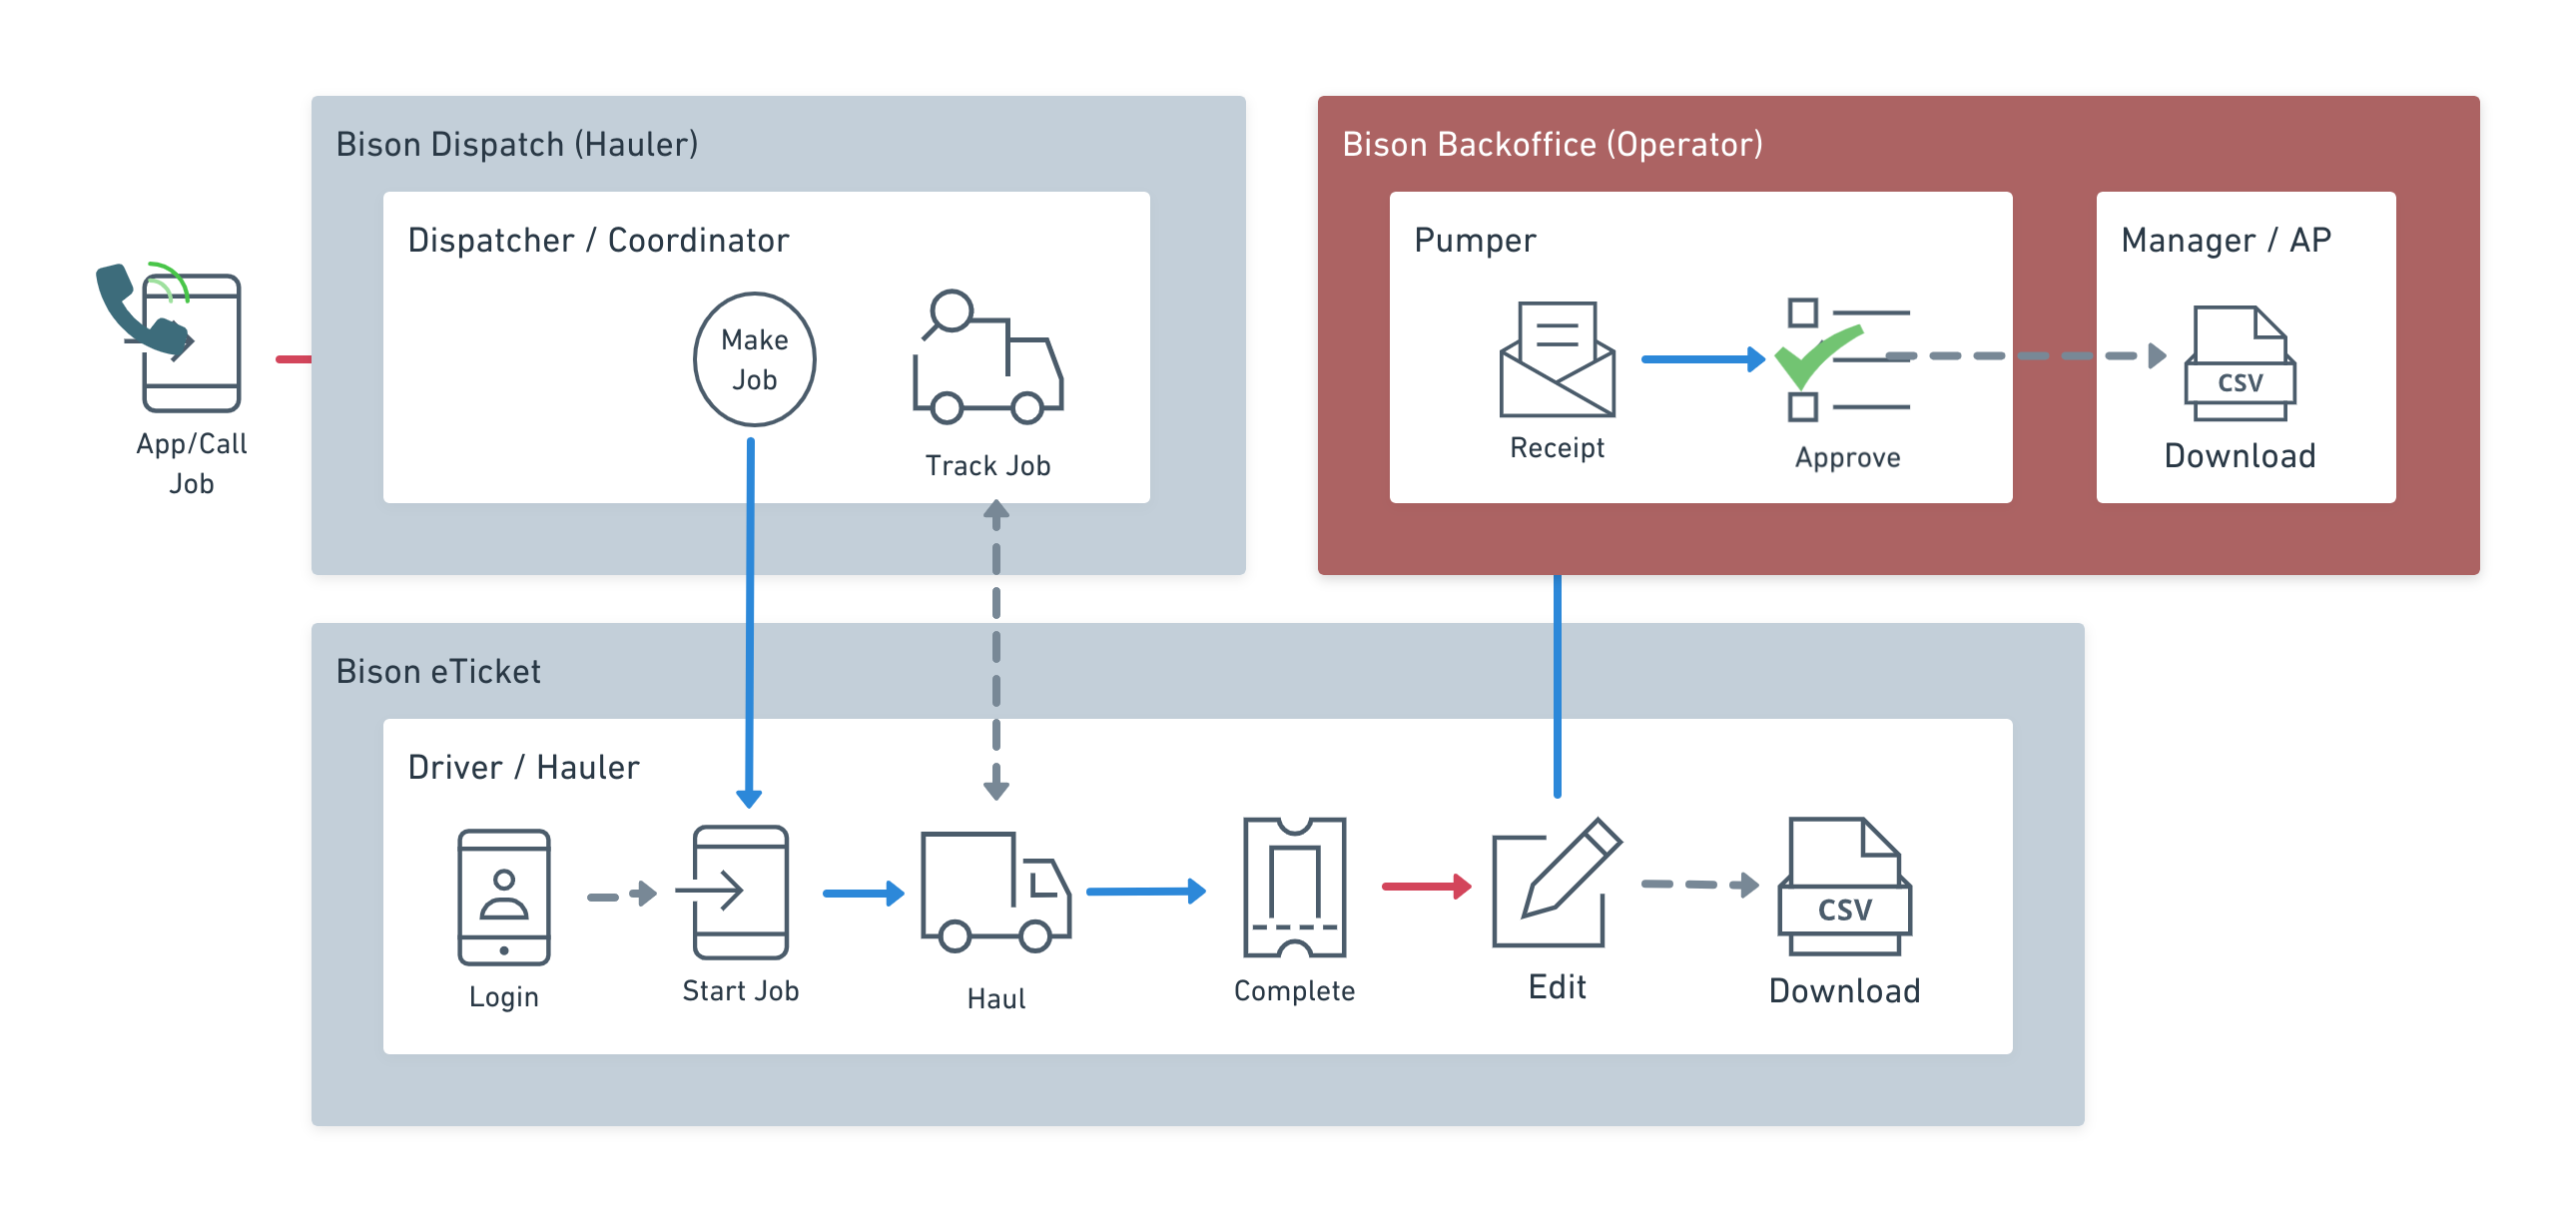 Bison Dispatch (Hauler)
Dispatcher / Coordinator
App/Call
Job
Make
Job
Track Job
Bison Backoffice (Operator)
Pumper
Receipt
Approve
Manager / AP
CSV
Download
Bison eTicket
Driver / Hauler
Login
Start Job
Haul
Complete
Edit
CSV
Download